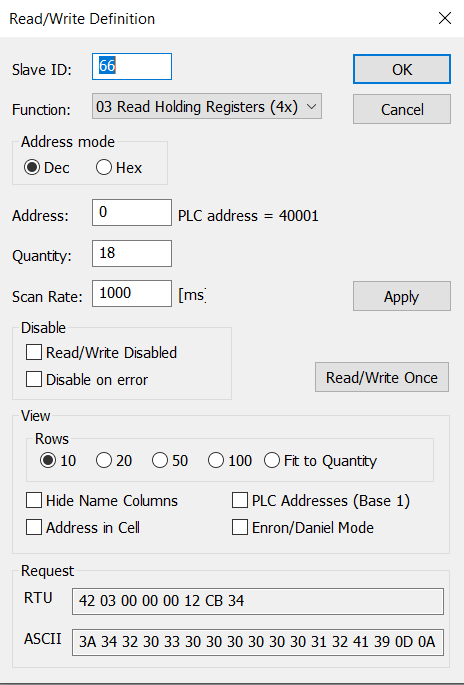 Read/Write Definition
Slave ID: 66 OK
Function: 03 Read Holding Registers (4x) Cancel
Address mode
Dec Hex
Address: 0 PLC address = 40001
Quantity: 18
Scan Rate: 1000 [ms] Apply
Disable
Read/Write Disabled
Disable on error
Read/Write Once
View
Rows
10 20 50 100 Fit to Quantity
Hide Name Columns PLC Addresses (Base 1)
Address in Cell Enron/Daniel Mode
Request
RTU 42 03 00 00 00 12 CB 34
ASCII 3A 34 32 30 33 30 30 30 30 30 30 31 32 41 39 0D 0A